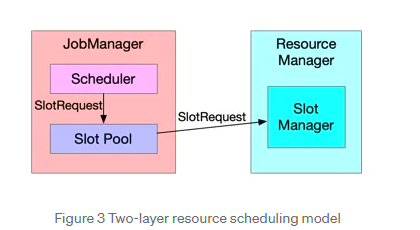 JobManager
Scheduler
SlotRequest
Slot Pool
SlotRequest
Resource
Manager
Slot
Manager
Figure 3 Two-layer resource scheduling model